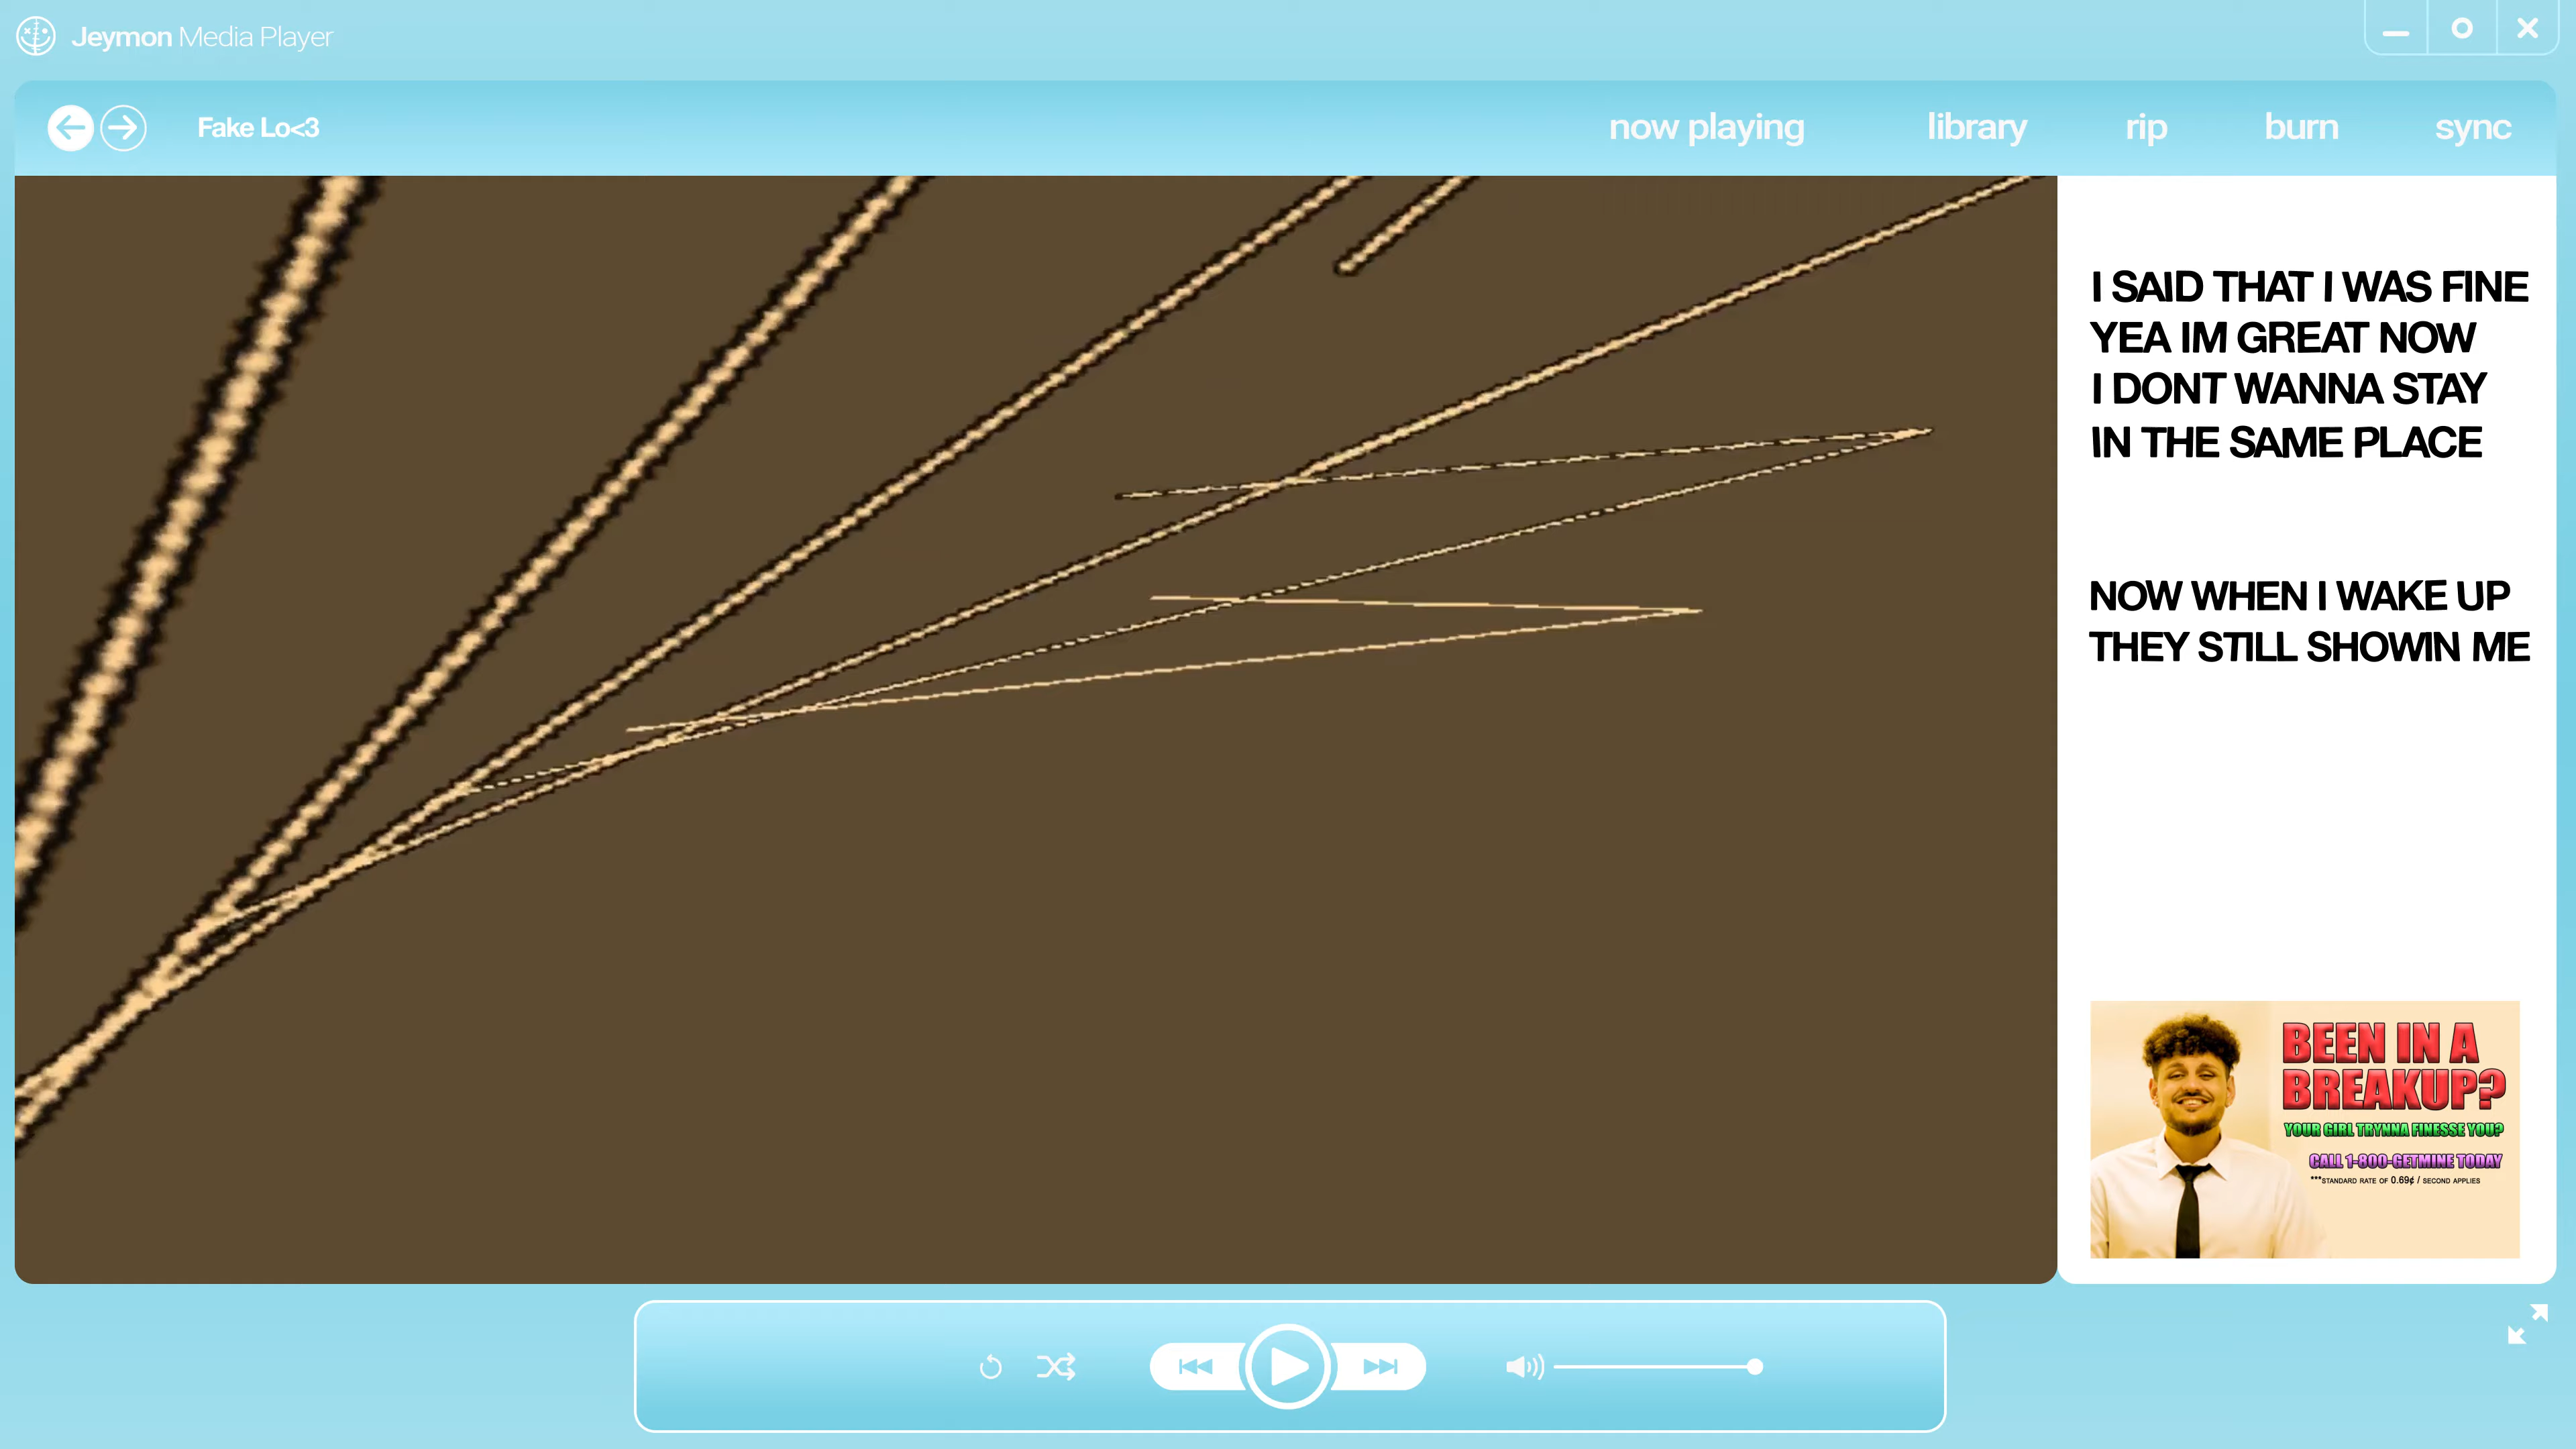 Jeymon Media Player
Fake Lo<3
now playing library rip burn sync
I SAID THAT I WAS FINE
YEA IM GREAT NOW
I DONT WANNA STAY
IN THE SAME PLACE
NOW WHEN I WAKE UP
THEY STILL SHOWIN ME
BEEN IN A
BREAKUP?
YOUR GIRL TRYNNA FINESSE YOU?
CALL 1-800-GETMINE TODAY
***STANDARD RATE OF 0.69¢ / SECOND APPLIES